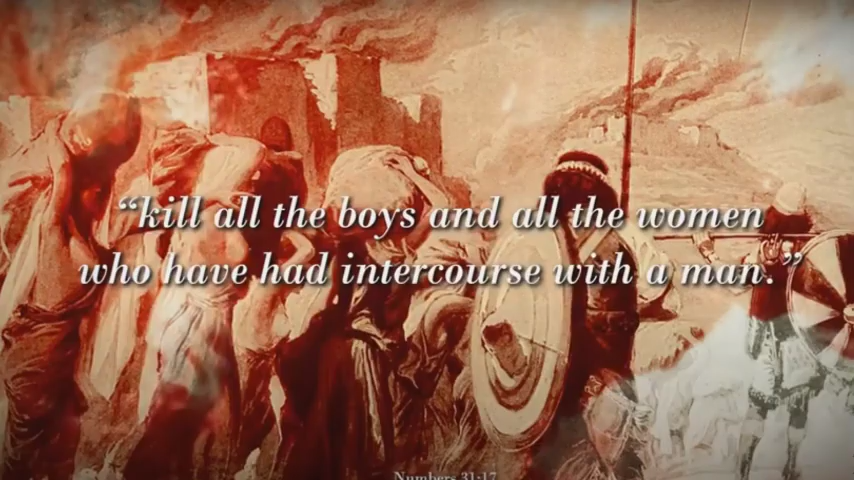 “kill all the boys and all the women
who have had intercourse with a man.”
Numbers 31:17